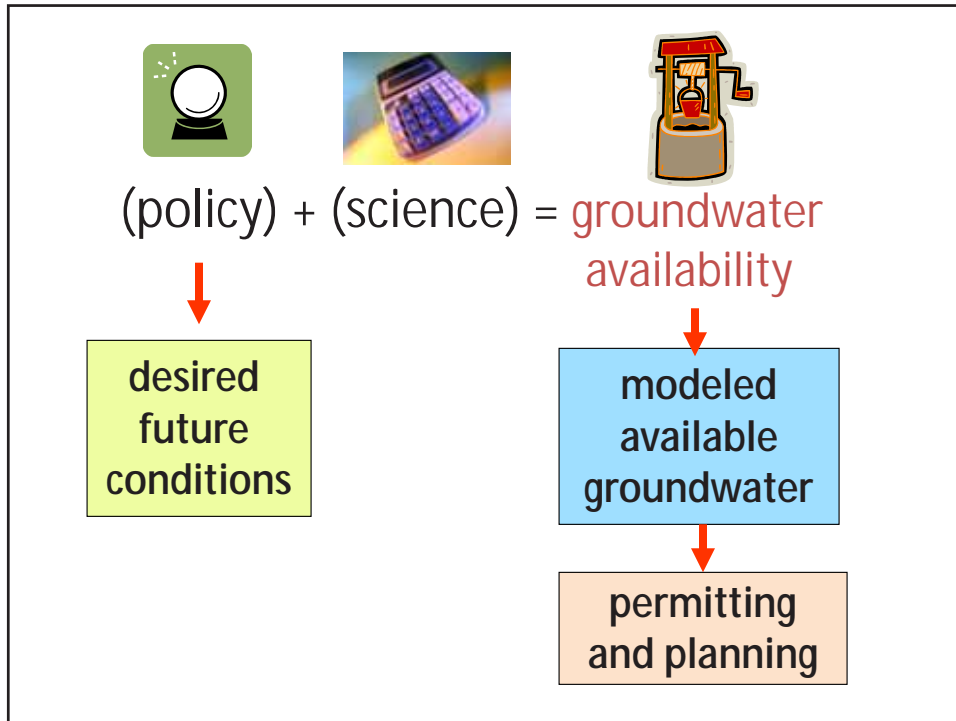 (policy) + (science) = groundwater
availability
desired
future
conditions
modeled
available
groundwater
permitting
and planning